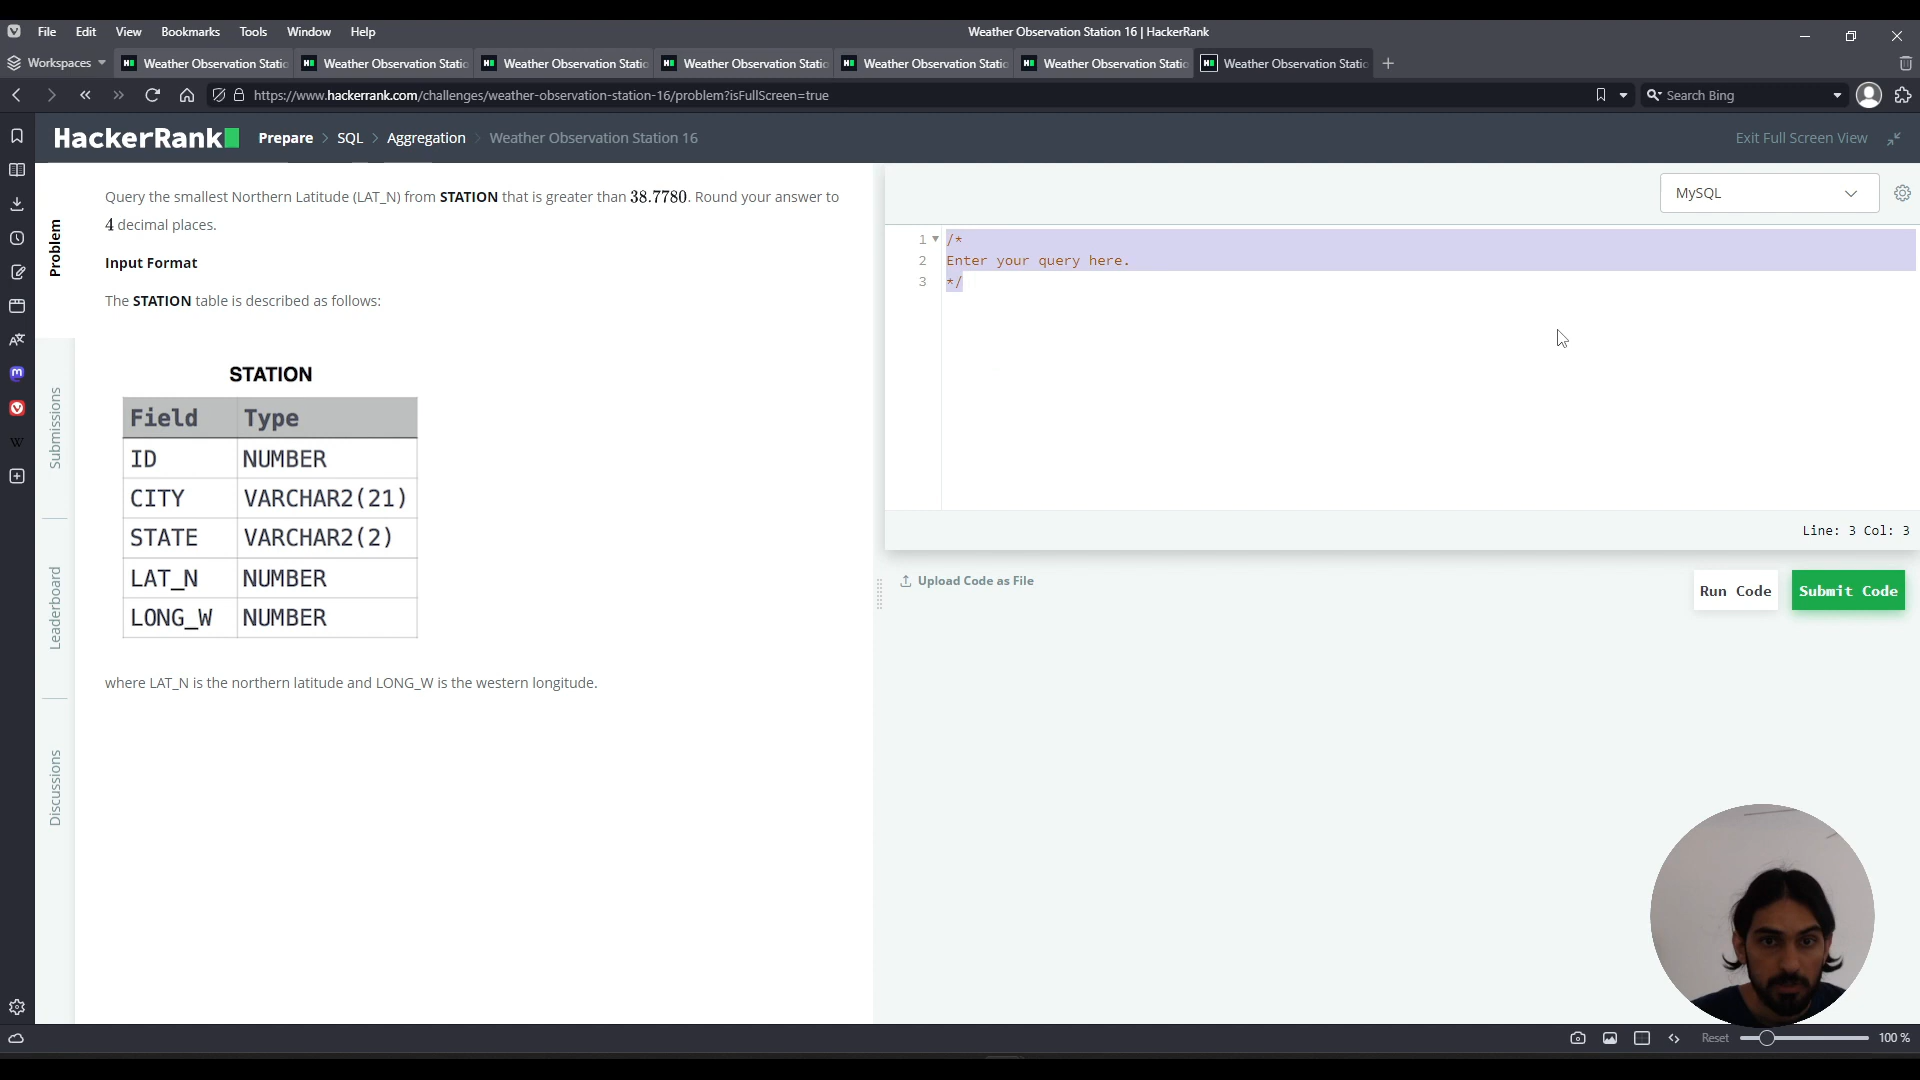 File Edit View Bookmarks Tools Window Help
Weather Observation Station 16 | HackerRank
Workspaces
Weather Observation Statio
Weather Observation Statio
Weather Observation Statio
Weather Observation Statio
Weather Observation Statio
Weather Observation Statio
Weather Observation Statio
https://www.hackerrank.com/challenges/weather-observation-station-16/problem?isFullScreen=true
Search Bing
HackerRank
Prepare > SQL > Aggregation > Weather Observation Station 16
Exit Full Screen View
Problem
Submissions
Leaderboard
Discussions
Query the smallest Northern Latitude (LAT_N) from STATION that is greater than 38.7780. Round your answer to
4 decimal places.
Input Format
The STATION table is described as follows:
STATION
Field Type
ID NUMBER
CITY VARCHAR2(21)
STATE VARCHAR2(2)
LAT_N NUMBER
LONG_W NUMBER
where LAT_N is the northern latitude and LONG_W is the western longitude.
MySQL
1 /*
2 Enter your query here.
3 */
Line: 3 Col: 3
Upload Code as File
Run Code
Submit Code
Reset
100 %